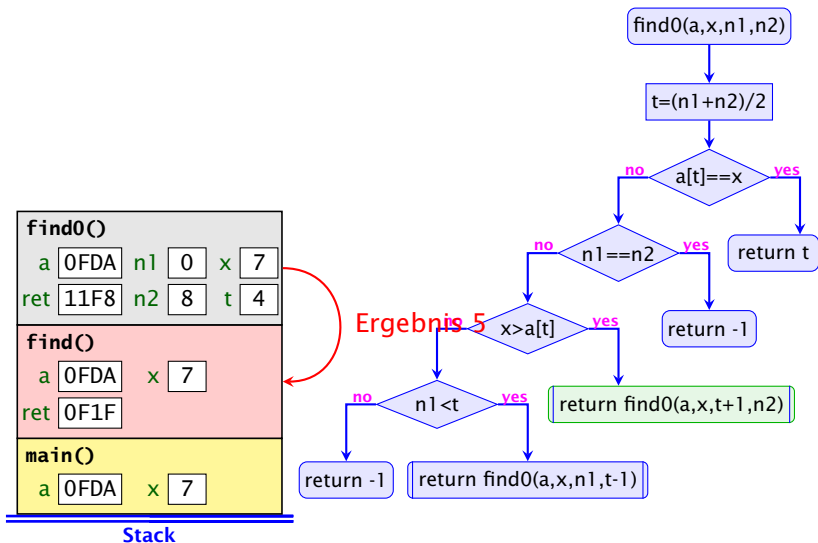 find0(a,x,n1,n2)
t=(n1+n2)/2
no
yes
a[t]==x
no
yes
n1==n2
return t
no
yes
x>a[t]
return -1
no
yes
n1<t
return find0(a,x,t+1,n2)
return -1
return find0(a,x,n1,t-1)
find0()
a 0FDA n1 0 x 7
ret 11F8 n2 8 t 4
Ergebnis 5
find()
a 0FDA x 7
ret 0F1F
main()
a 0FDA x 7
Stack